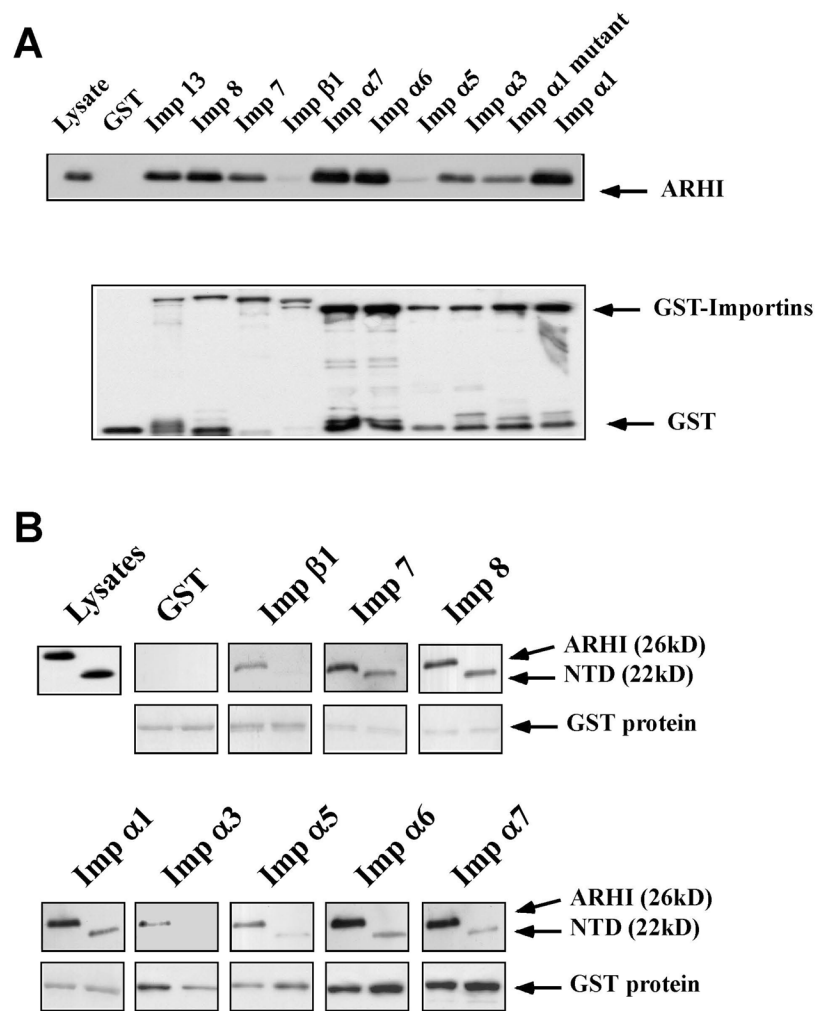 A
Lysate
GST
Imp 13
Imp 8
Imp 7
Imp β1
Imp α7
Imp α6
Imp α5
Imp α3
Imp α1 mutant
Imp α1
ARHI
GST-Importins
GST
B
Lysates
GST
Imp β1
Imp 7
Imp 8
ARHI (26kD)
NTD (22kD)
GST protein
Imp α1
Imp α3
Imp α5
Imp α6
Imp α7
ARHI (26kD)
NTD (22kD)
GST protein